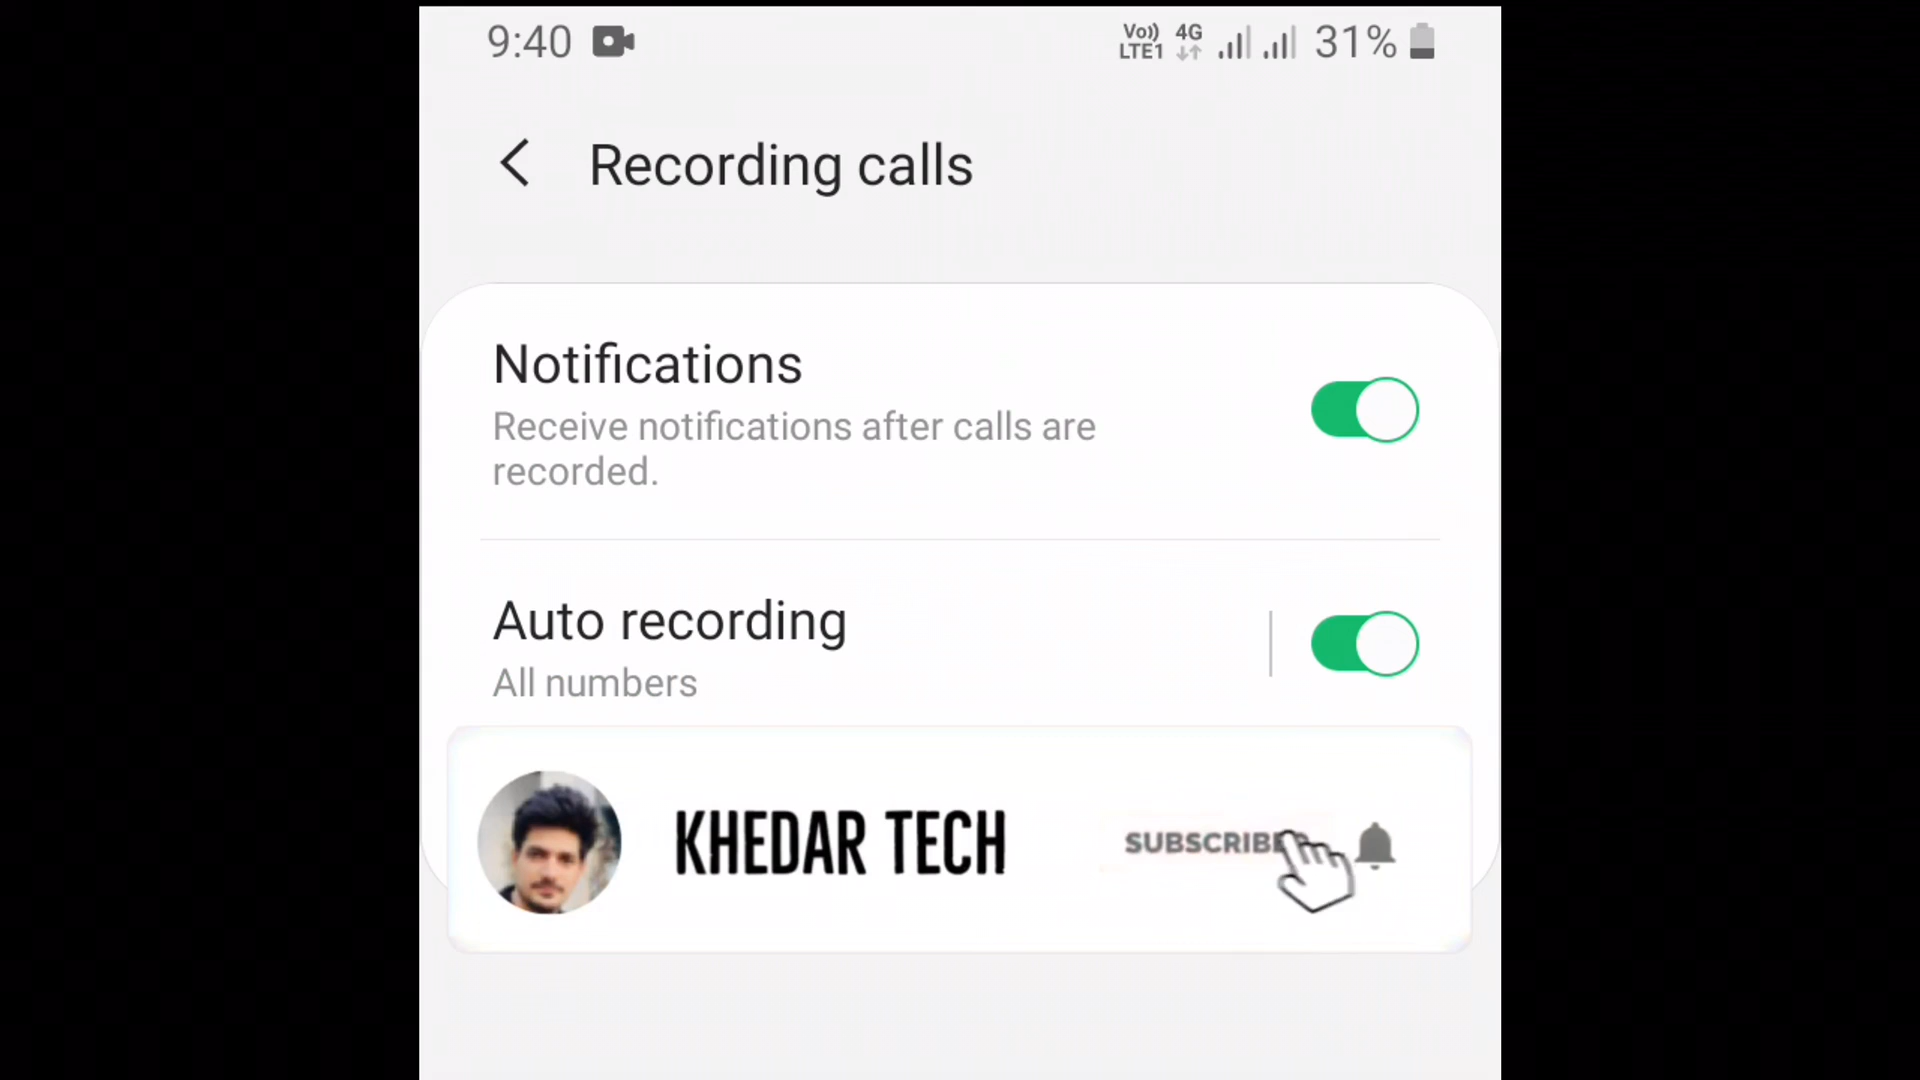 9:40 Vo)) LTE1 4G 31%
Recording calls
Notifications
Receive notifications after calls are
recorded.
Auto recording
All numbers
KHEDAR TECH SUBSCRIBED